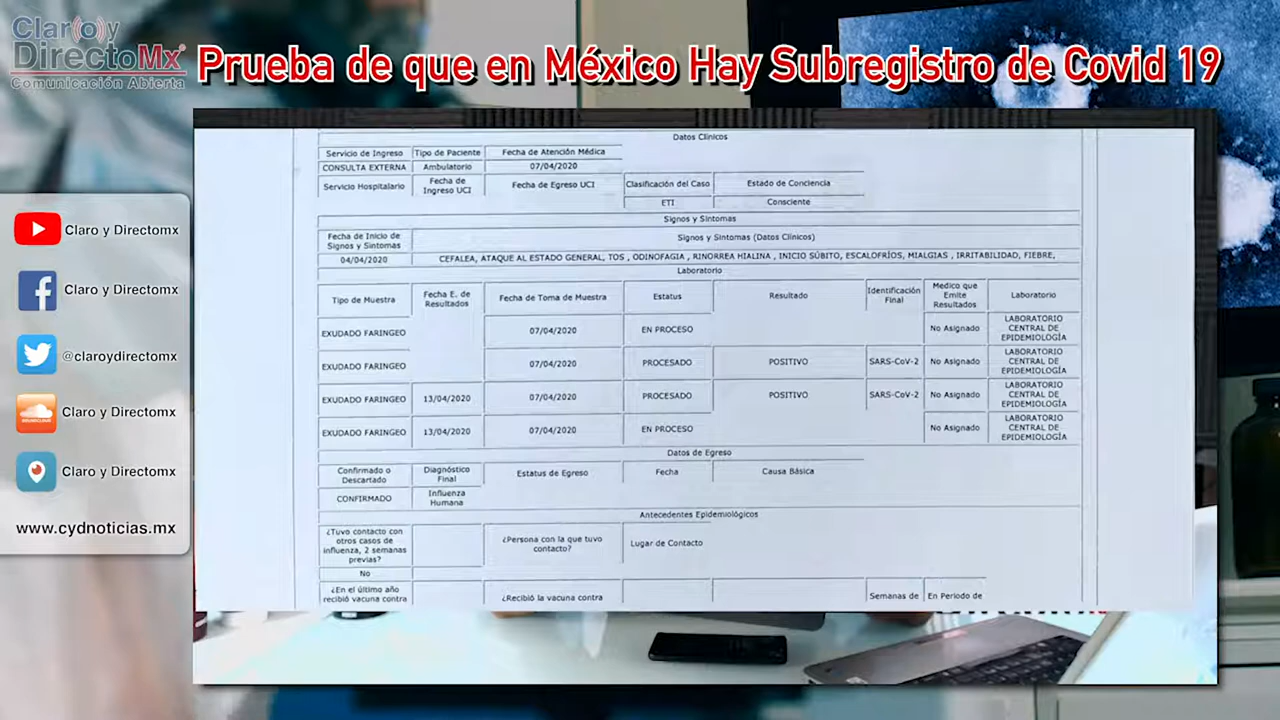 Claro y
DirectoMx
Comunicación Abierta
Prueba de que en México Hay Subregistro de Covid 19
Claro y Directomx
Claro y Directomx
@claroydirectomx
Claro y Directomx
Claro y Directomx
www.cydnoticias.mx
Datos Clínicos
Servicio de Ingreso Tipo de Paciente Fecha de Atención Médica
CONSULTA EXTERNA Ambulatorio 07/04/2020
Servicio Hospitalario Fecha de Ingreso UCI Fecha de Egreso UCI Clasificación del Caso Estado de Conciencia
ETI Consciente
Signos y Sintomas
Fecha de Inicio de Signos y Sintomas Signos y Sintomas (Datos Clínicos)
04/04/2020 CEFALEA, ATAQUE AL ESTADO GENERAL, TOS , ODINOFAGIA , RINORREA HIALINA , INICIO SÚBITO, ESCALOFRÍOS, MIALGIAS , IRRITABILIDAD, FIEBRE,
Laboratorio
Tipo de Muestra Fecha E. de Resultados Fecha de Toma de Muestra Estatus Resultado Identificación Final Medico que Emite Resultados Laboratorio
EXUDADO FARINGEO 07/04/2020 EN PROCESO No Asignado LABORATORIO CENTRAL DE EPIDEMIOLOGÍA
EXUDADO FARINGEO 07/04/2020 PROCESADO POSITIVO SARS-CoV-2 No Asignado LABORATORIO CENTRAL DE EPIDEMIOLOGÍA
EXUDADO FARINGEO 13/04/2020 07/04/2020 PROCESADO POSITIVO SARS-CoV-2 No Asignado LABORATORIO CENTRAL DE EPIDEMIOLOGÍA
EXUDADO FARINGEO 13/04/2020 07/04/2020 EN PROCESO No Asignado LABORATORIO CENTRAL DE EPIDEMIOLOGÍA
Datos de Egreso
Confirmado o Descartado Diagnóstico Final Estatus de Egreso Fecha Causa Básica
CONFIRMADO Influenza Humana
Antecedentes Epidemiológicos
¿Tuvo contacto con otros casos de influenza, 2 semanas previas? ¿Persona con la que tuvo contacto? Lugar de Contacto
No
¿En el último año recibió vacuna contra ¿Recibió la vacuna contra Semanas de En Periodo de